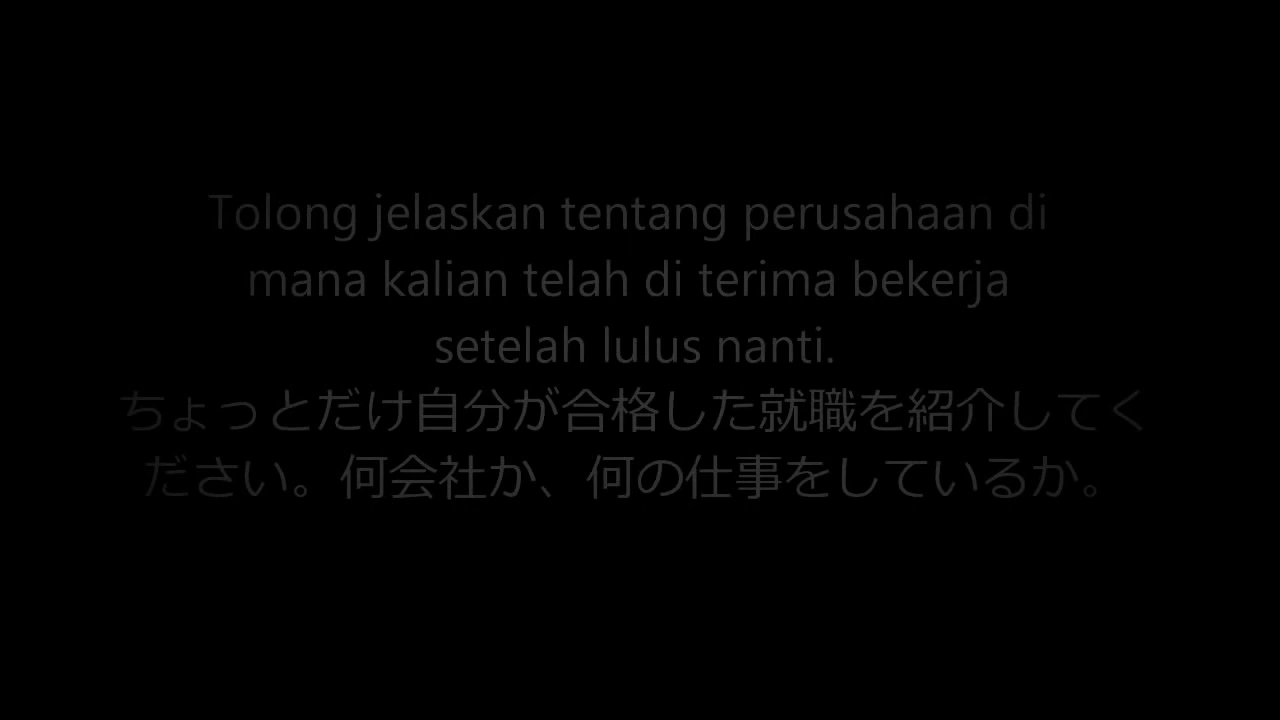 Tolong jelaskan tentang perusahaan di
mana kalian telah di terima bekerja
setelah lulus nanti.
ちょっとだけ自分が合格した就職を紹介してく
ださい。何会社か、何の仕事をしているか。